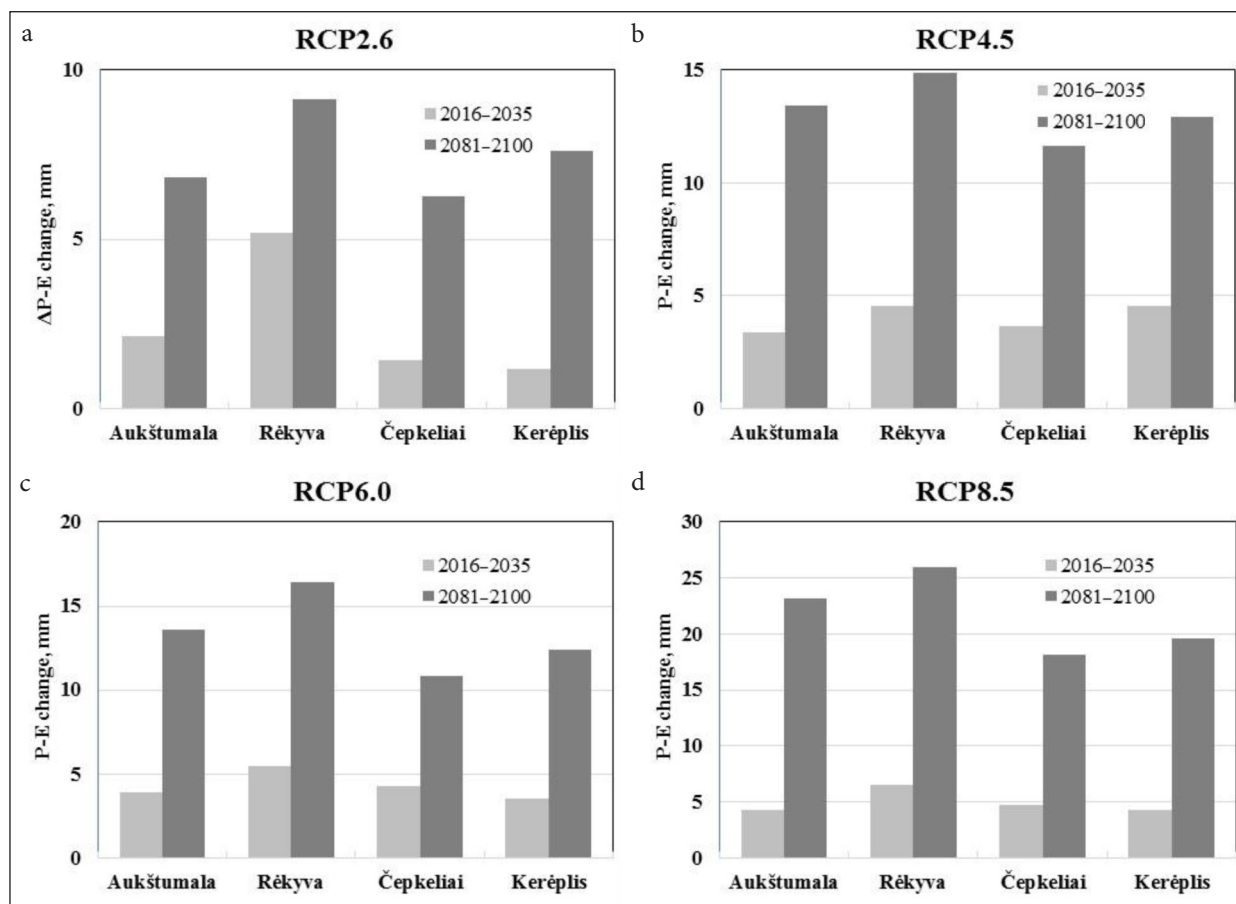 a
RCP2.6
10
5
0
ΔP-E change, mm
2016–2035
2081–2100
Aukštumala Rėkyva Čepkeliai Kerėplis
b
RCP4.5
15
10
5
0
P-E change, mm
2016–2035
2081–2100
Aukštumala Rėkyva Čepkeliai Kerėplis
c
RCP6.0
20
15
10
5
0
P-E change, mm
2016–2035
2081–2100
Aukštumala Rėkyva Čepkeliai Kerėplis
d
RCP8.5
30
25
20
15
10
5
0
P-E change, mm
2016–2035
2081–2100
Aukštumala Rėkyva Čepkeliai Kerėplis